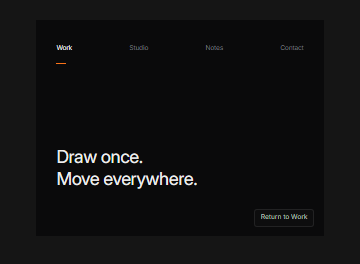 Work
Studio
Notes
Contact
Draw once.
Move everywhere.
Return to Work